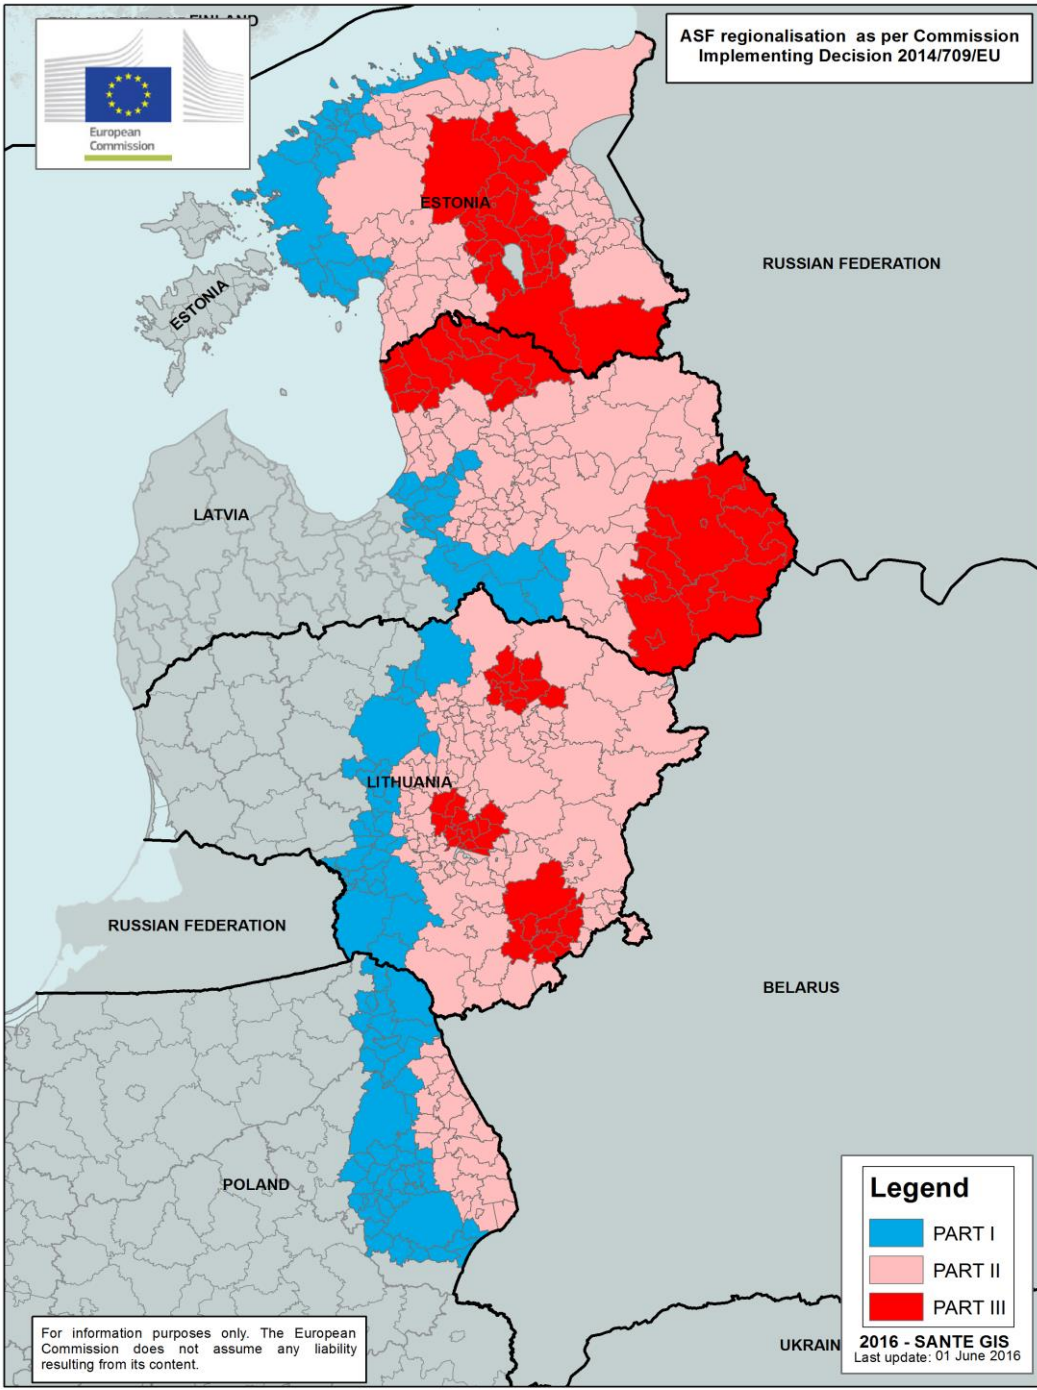 FINLAND
European
Commission
ASF regionalisation as per Commission
Implementing Decision 2014/709/EU
ESTONIA
RUSSIAN FEDERATION
ESTONIA
LATVIA
LITHUANIA
RUSSIAN FEDERATION
BELARUS
POLAND
Legend
PART I
PART II
PART III
UKRAIN
2016 - SANTE GIS
Last update: 01 June 2016
For information purposes only. The European
Commission does not assume any liability
resulting from its content.